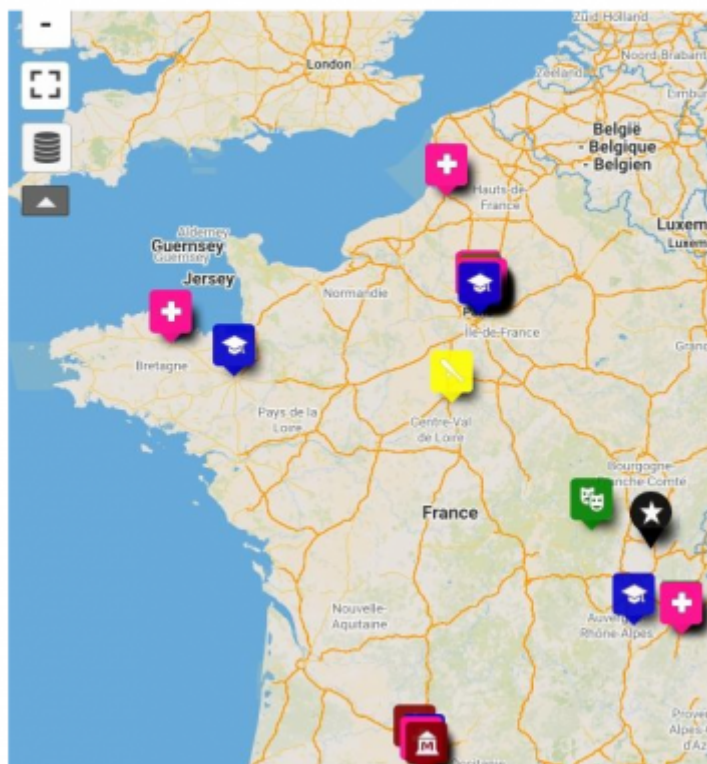 -
Zuid-Holland
London
Noord-Brabant
Zeeland
Limbu
België
- Belgique
- Belgien
Hauts-de-
France
Luxem
Luxem
Alderney
Guernsey
Guernsey
Jersey
Normandie
Île-de-France
Gran
Bretagne
Pays de la
Loire
Centre-Val
de Loire
Bourgogne-
Franche-Comté
France
Nouvelle-
Aquitaine
Auver
Rhône-Alpes
M
Prove
Alpes-C
d'Az